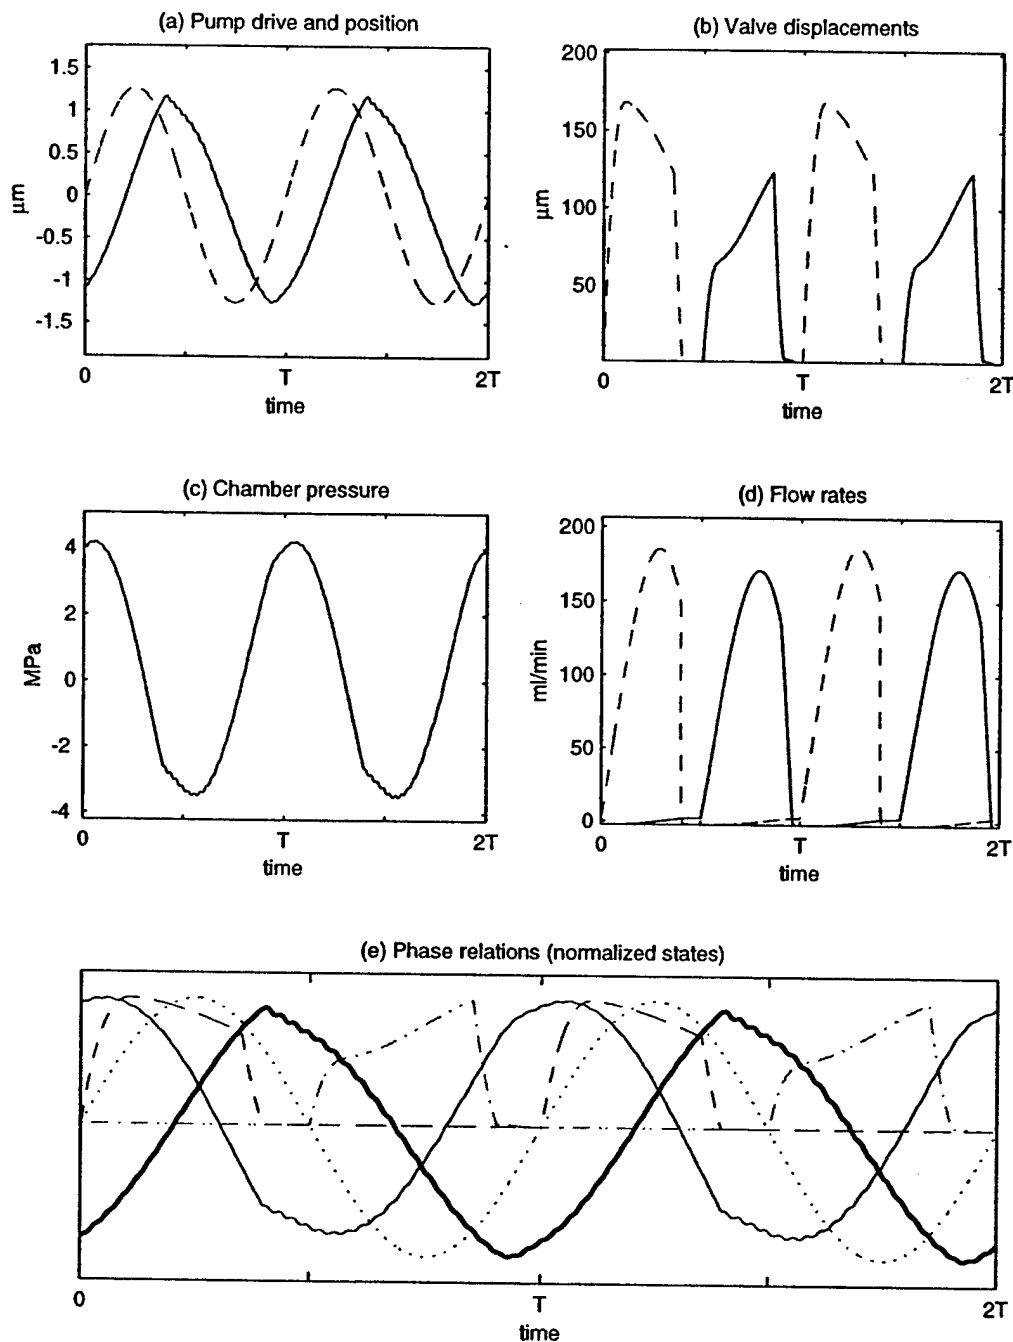 (a) Pump drive and position
1.5
1
0.5
0
-0.5
-1
-1.5
μm
0 T 2T
time
(b) Valve displacements
200
150
100
50
μm
0 T 2T
time
(c) Chamber pressure
4
2
0
-2
-4
MPa
0 T 2T
time
(d) Flow rates
200
150
100
50
0
ml/min
0 T 2T
time
(e) Phase relations (normalized states)
0 T 2T
time